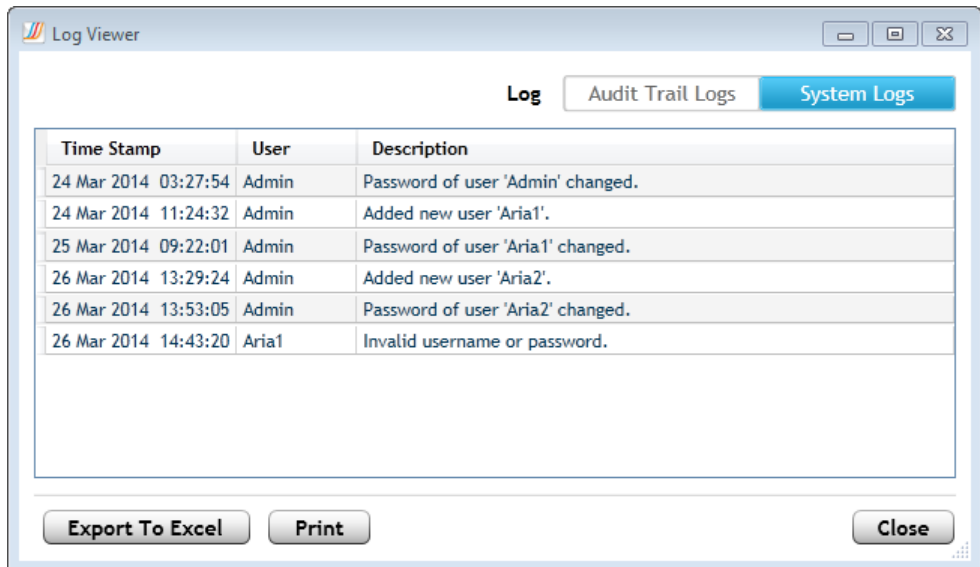 Log Viewer
Log Audit Trail Logs System Logs
Time Stamp User Description
24 Mar 2014 03:27:54 Admin Password of user 'Admin' changed.
24 Mar 2014 11:24:32 Admin Added new user 'Aria1'.
25 Mar 2014 09:22:01 Admin Password of user 'Aria1' changed.
26 Mar 2014 13:29:24 Admin Added new user 'Aria2'.
26 Mar 2014 13:53:05 Admin Password of user 'Aria2' changed.
26 Mar 2014 14:43:20 Aria1 Invalid username or password.
Export To Excel Print Close